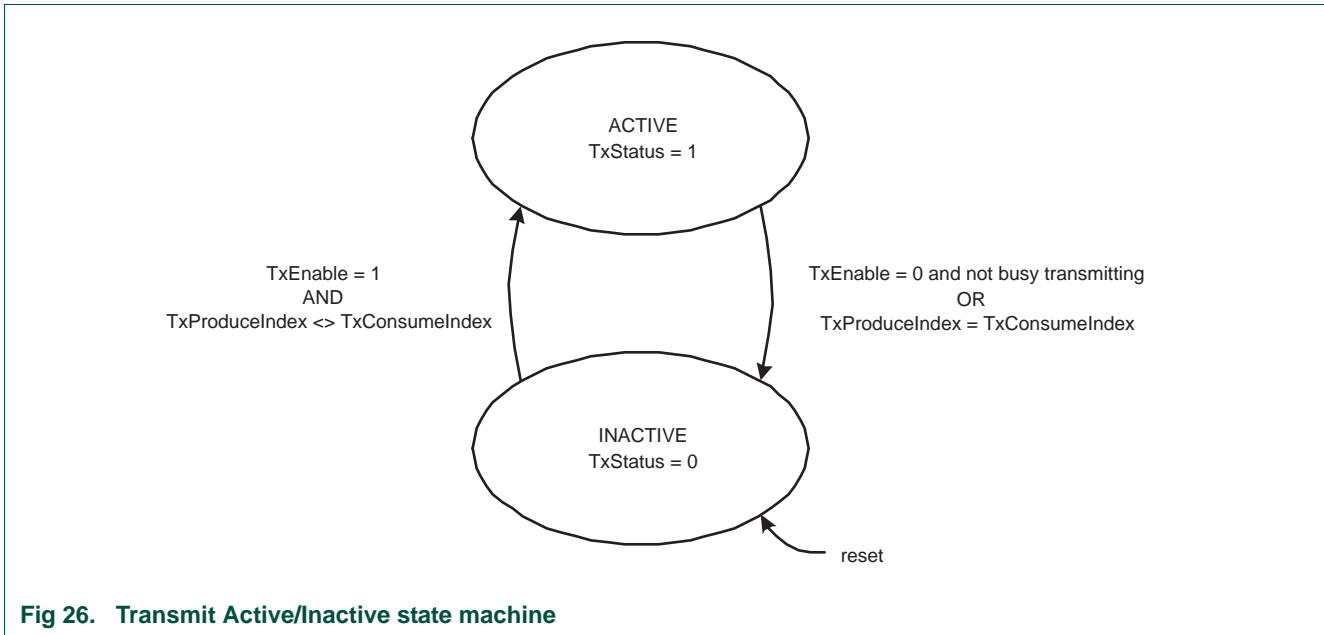 ACTIVE
TxStatus = 1
TxEnable = 1
AND
TxProduceIndex <> TxConsumeIndex
TxEnable = 0 and not busy transmitting
OR
TxProduceIndex = TxConsumeIndex
INACTIVE
TxStatus = 0
reset
Fig 26. Transmit Active/Inactive state machine